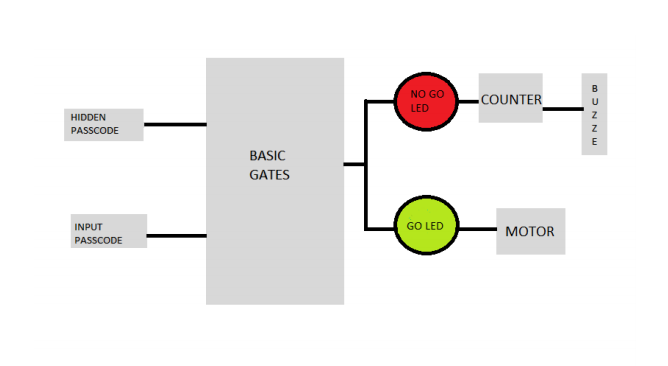 HIDDEN
PASSCODE
INPUT
PASSCODE
BASIC
GATES
NO GO
LED
GO LED
COUNTER
MOTOR
B
U
Z
Z
E